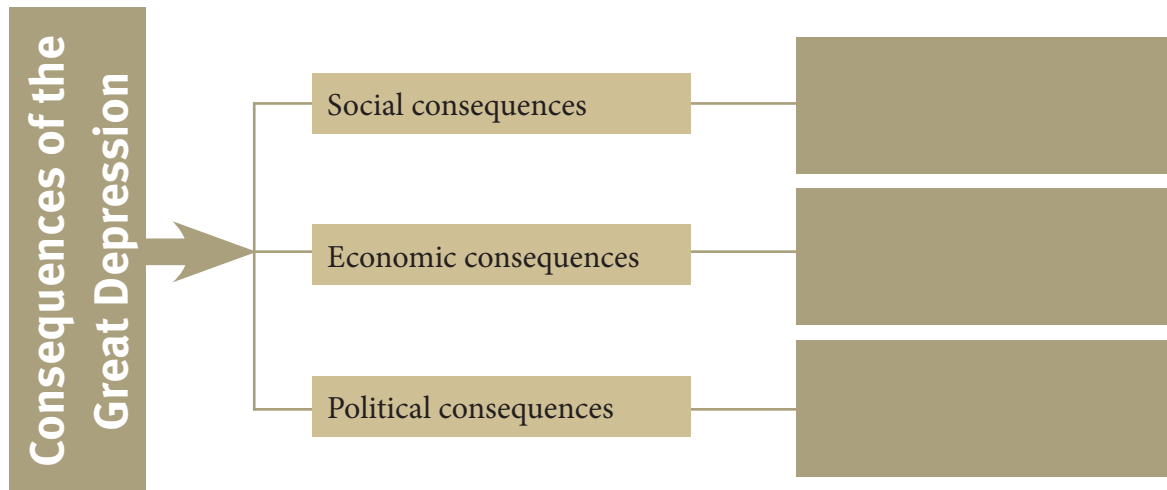 Consequences of the
Great Depression
Social consequences
Economic consequences
Political consequences